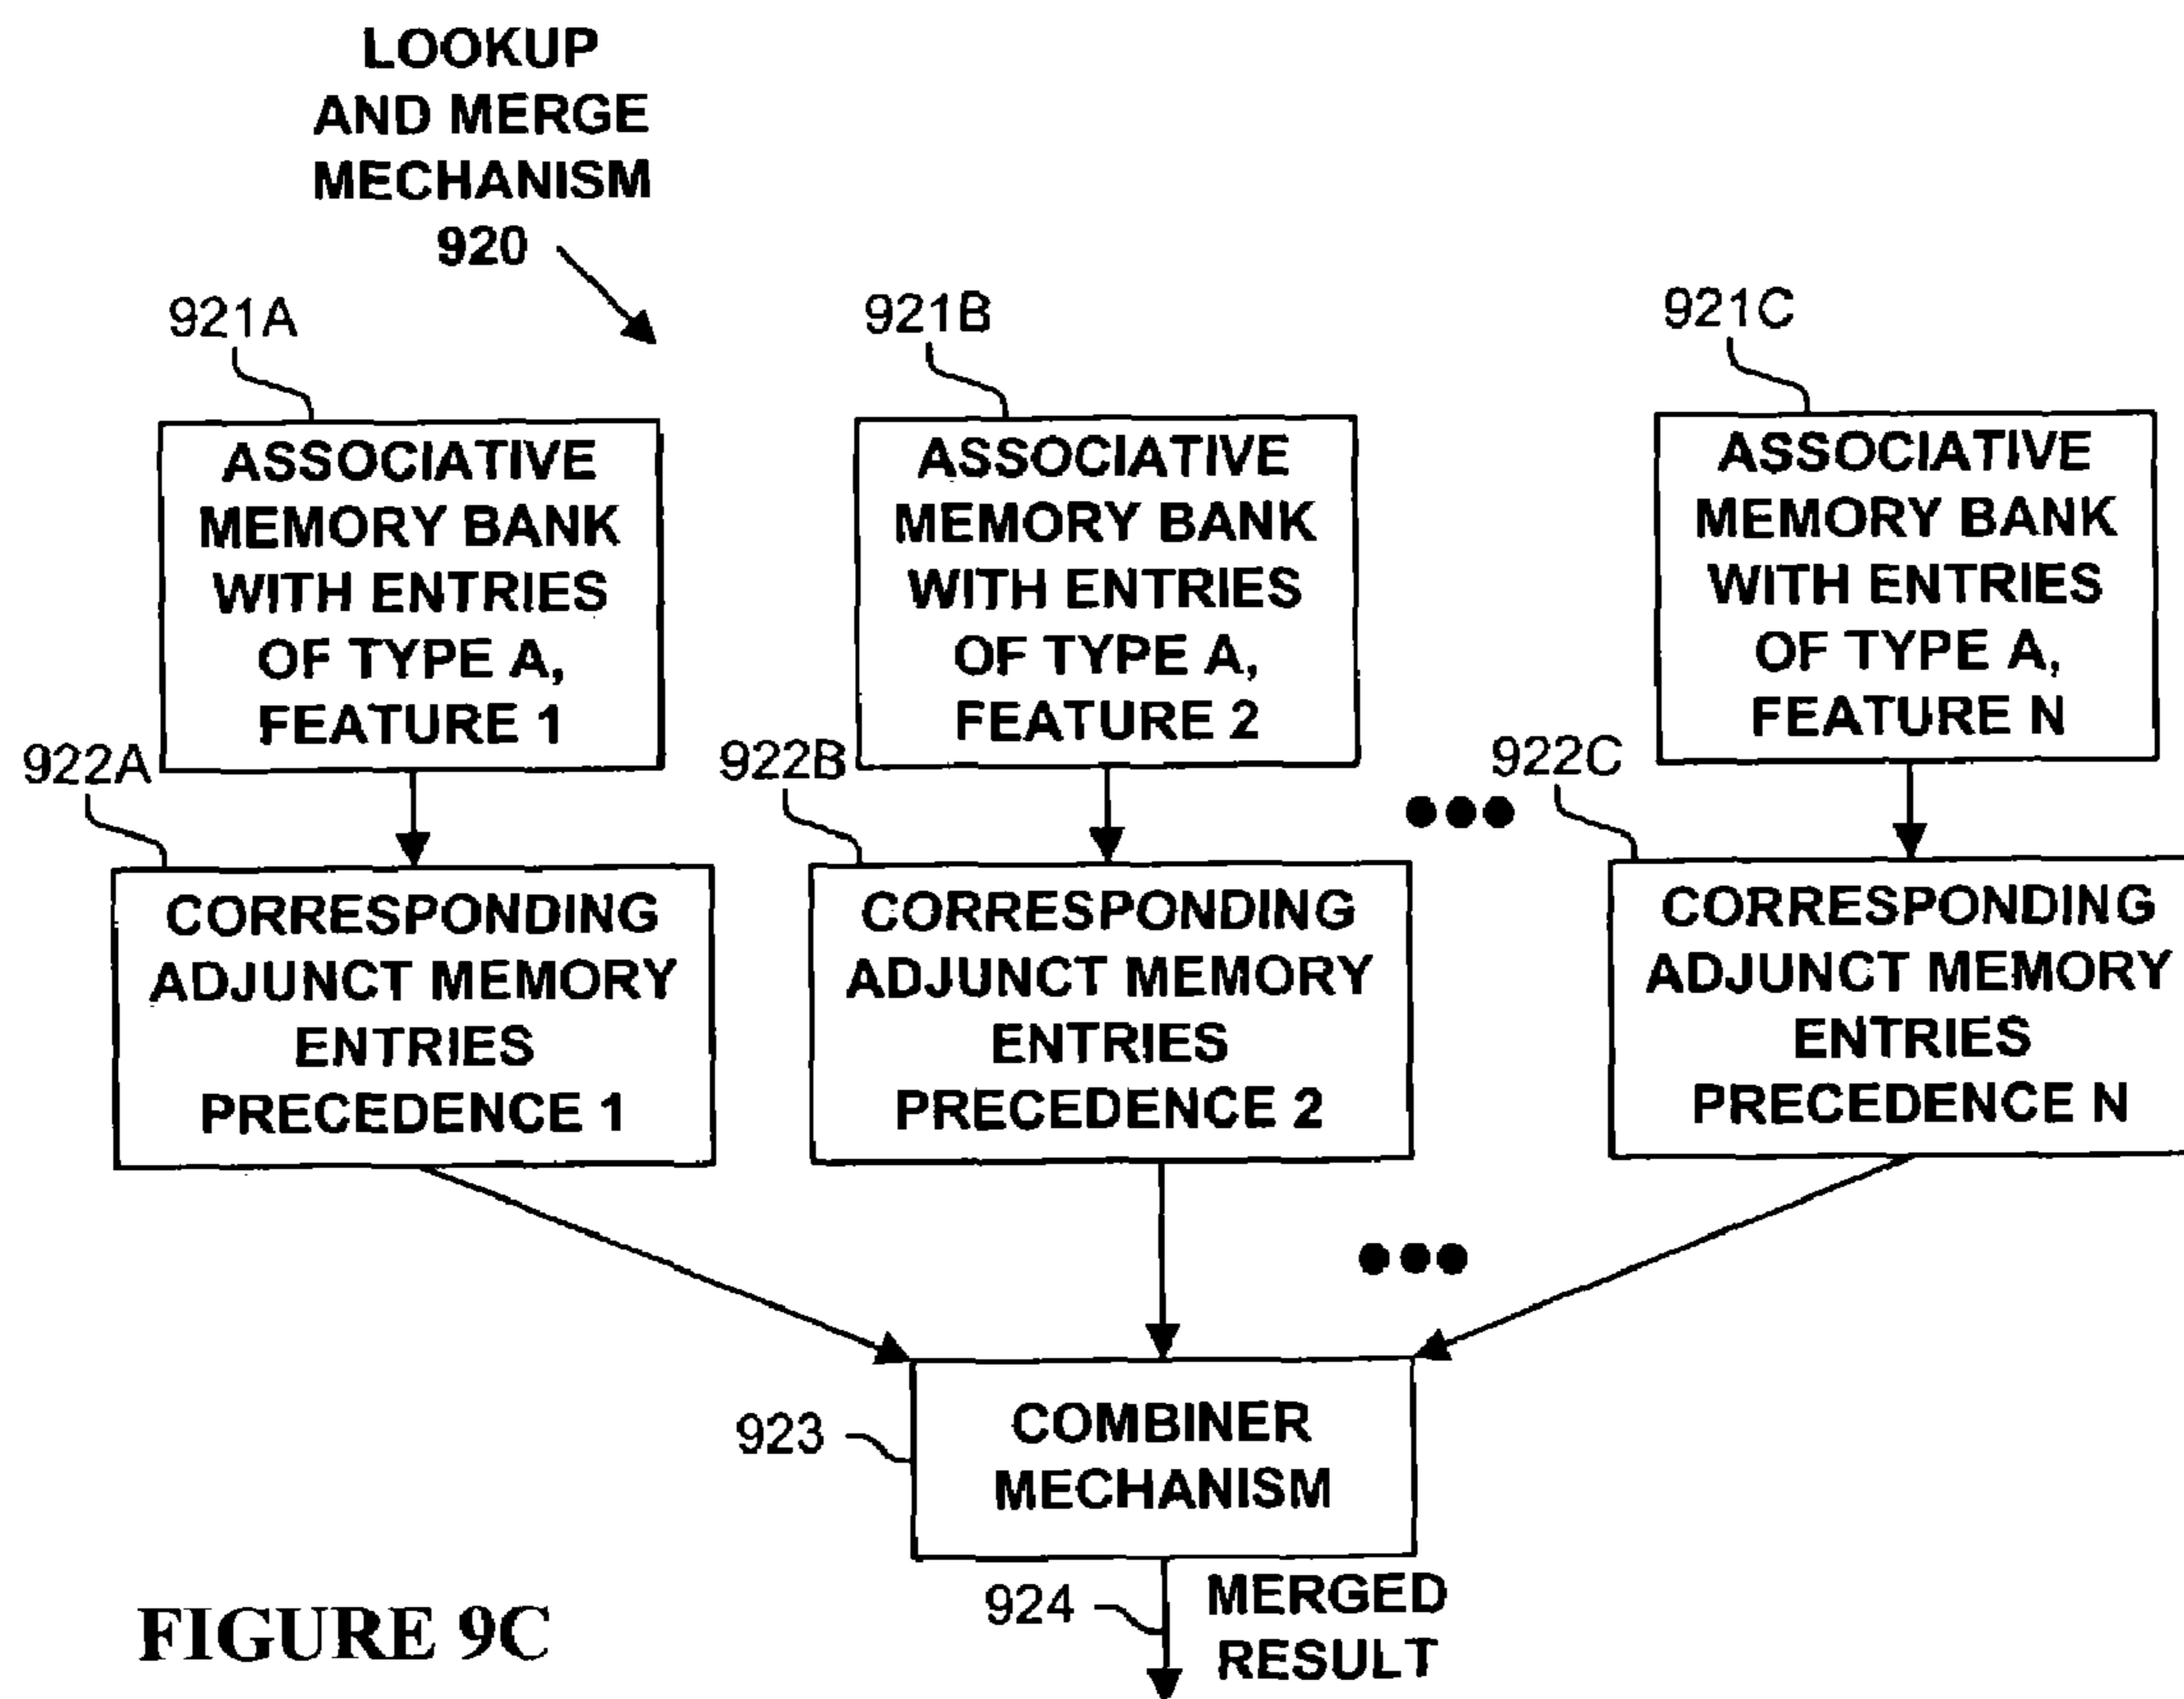 LOOKUP
AND MERGE
MECHANISM
920
921A
921B
921C
ASSOCIATIVE
MEMORY BANK
WITH ENTRIES
OF TYPE A,
FEATURE 1
ASSOCIATIVE
MEMORY BANK
WITH ENTRIES
OF TYPE A,
FEATURE 2
ASSOCIATIVE
MEMORY BANK
WITH ENTRIES
OF TYPE A,
FEATURE N
922A
922B
922C
CORRESPONDING
ADJUNCT MEMORY
ENTRIES
PRECEDENCE 1
CORRESPONDING
ADJUNCT MEMORY
ENTRIES
PRECEDENCE 2
CORRESPONDING
ADJUNCT MEMORY
ENTRIES
PRECEDENCE N
923
COMBINER
MECHANISM
924
MERGED
RESULT
FIGURE 9C